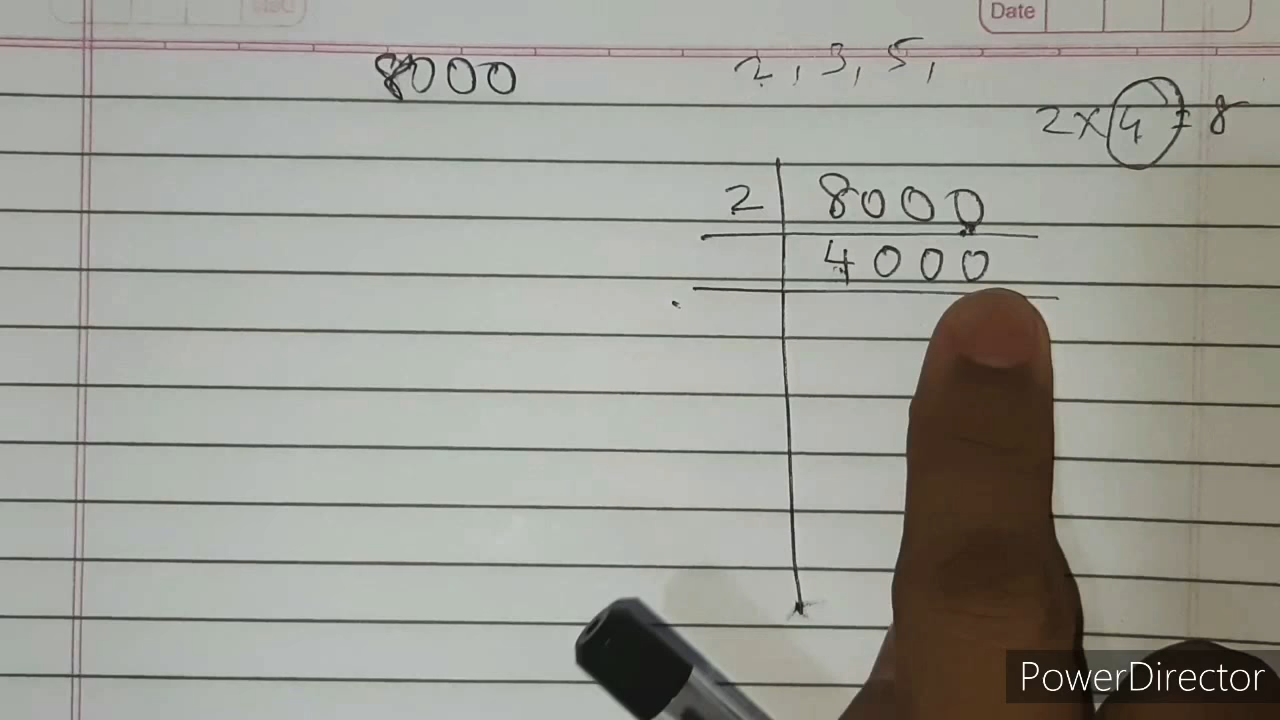 Date
8000 2, 3, 5,
2 × 4 = 8
2 8000
4000
PowerDirector